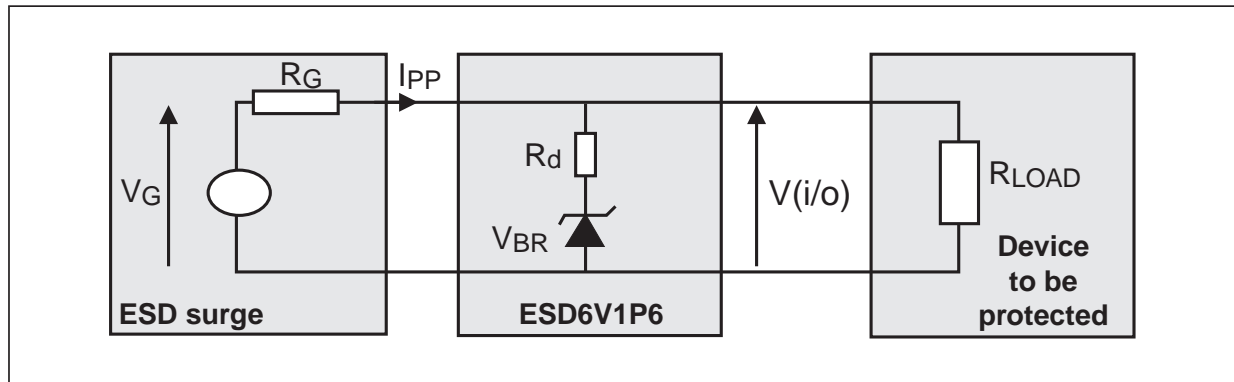 RG
IPP
VG
ESD surge
Rd
VBR
ESD6V1P6
V(i/o)
RLOAD
Device
to be
protected